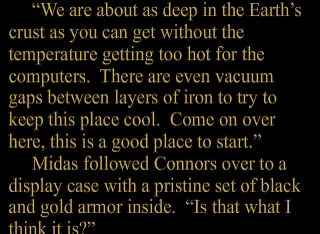 “We are about as deep in the Earth’s
crust as you can get without the
temperature getting too hot for the
computers.  There are even vacuum
gaps between layers of iron to try to
keep this place cool.  Come on over
here, this is a good place to start.”
Midas followed Connors over to a
display case with a pristine set of black
and gold armor inside.  “Is that what I
think it is?”